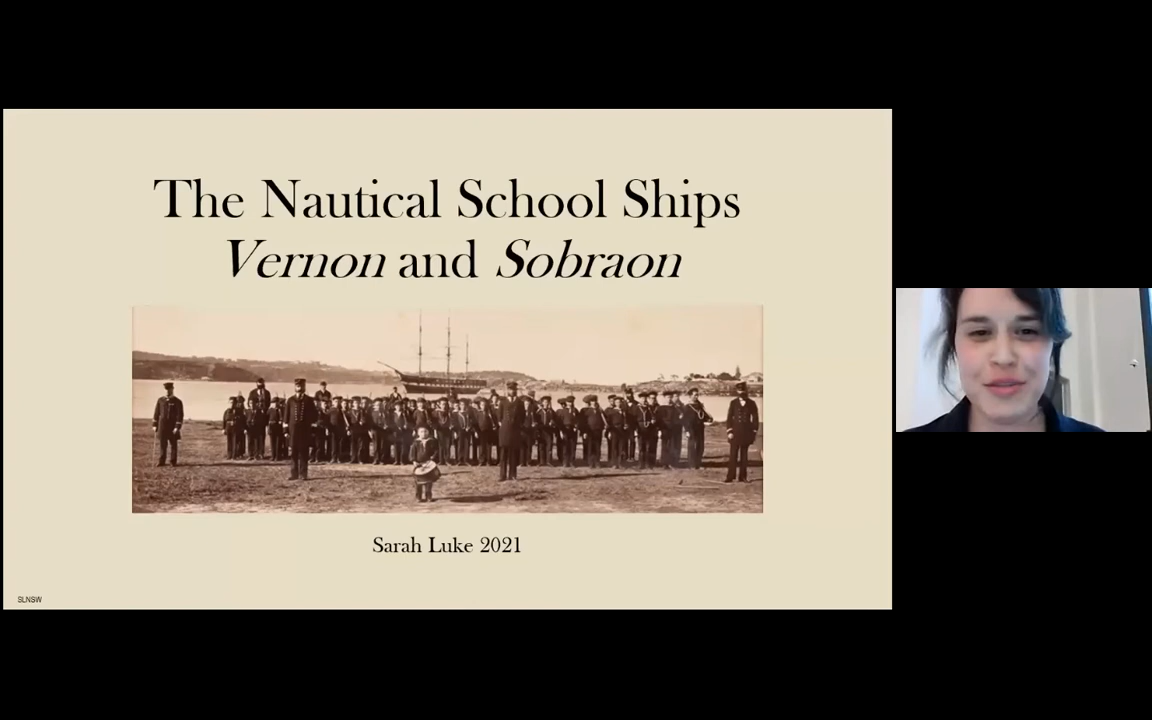 The Nautical School Ships
Vernon and Sobraon
Sarah Luke 2021
SLNSW